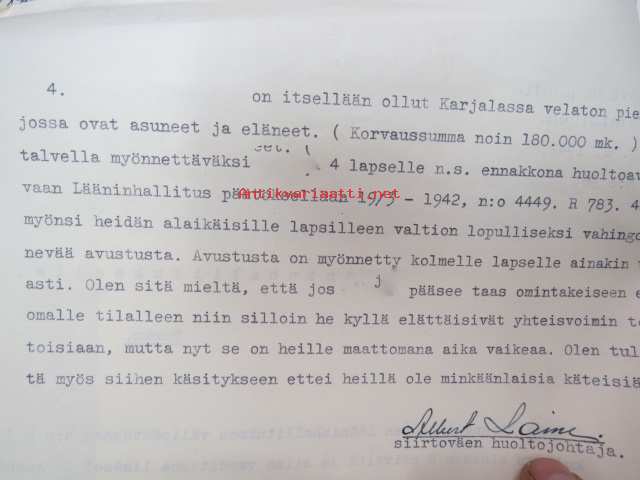 4. on itsellään ollut Karjalassa velaton pie
jossa ovat asuneet ja eläneet. ( Korvaussumma noin 180.000 mk. )
talvella myönnettäväksi 4 lapselle n.s. ennakkona huoltoav
vaan Lääninhallitus 1942, n:o 4449. R 783. 4
Antikvariaatti.net
myönsi heidän alaikäisille lapsilleen valtion lopulliseksi vahingo
nevää avustusta. Avustusta on myönnetty kolmelle lapselle ainakin
asti. Olen sitä mieltä, että jos j pääsee taas omintakeiseen e
omalle tilalleen niin silloin he kyllä elättäisivät yhteisvoimin to
toisiaan, mutta nyt se on heille maattomana aika vaikeaa. Olen tul
tä myös siihen käsitykseen ettei heillä ole minkäänlaisia käteisiä
Albert Laine.
siirtoväen huoltojohtaja.